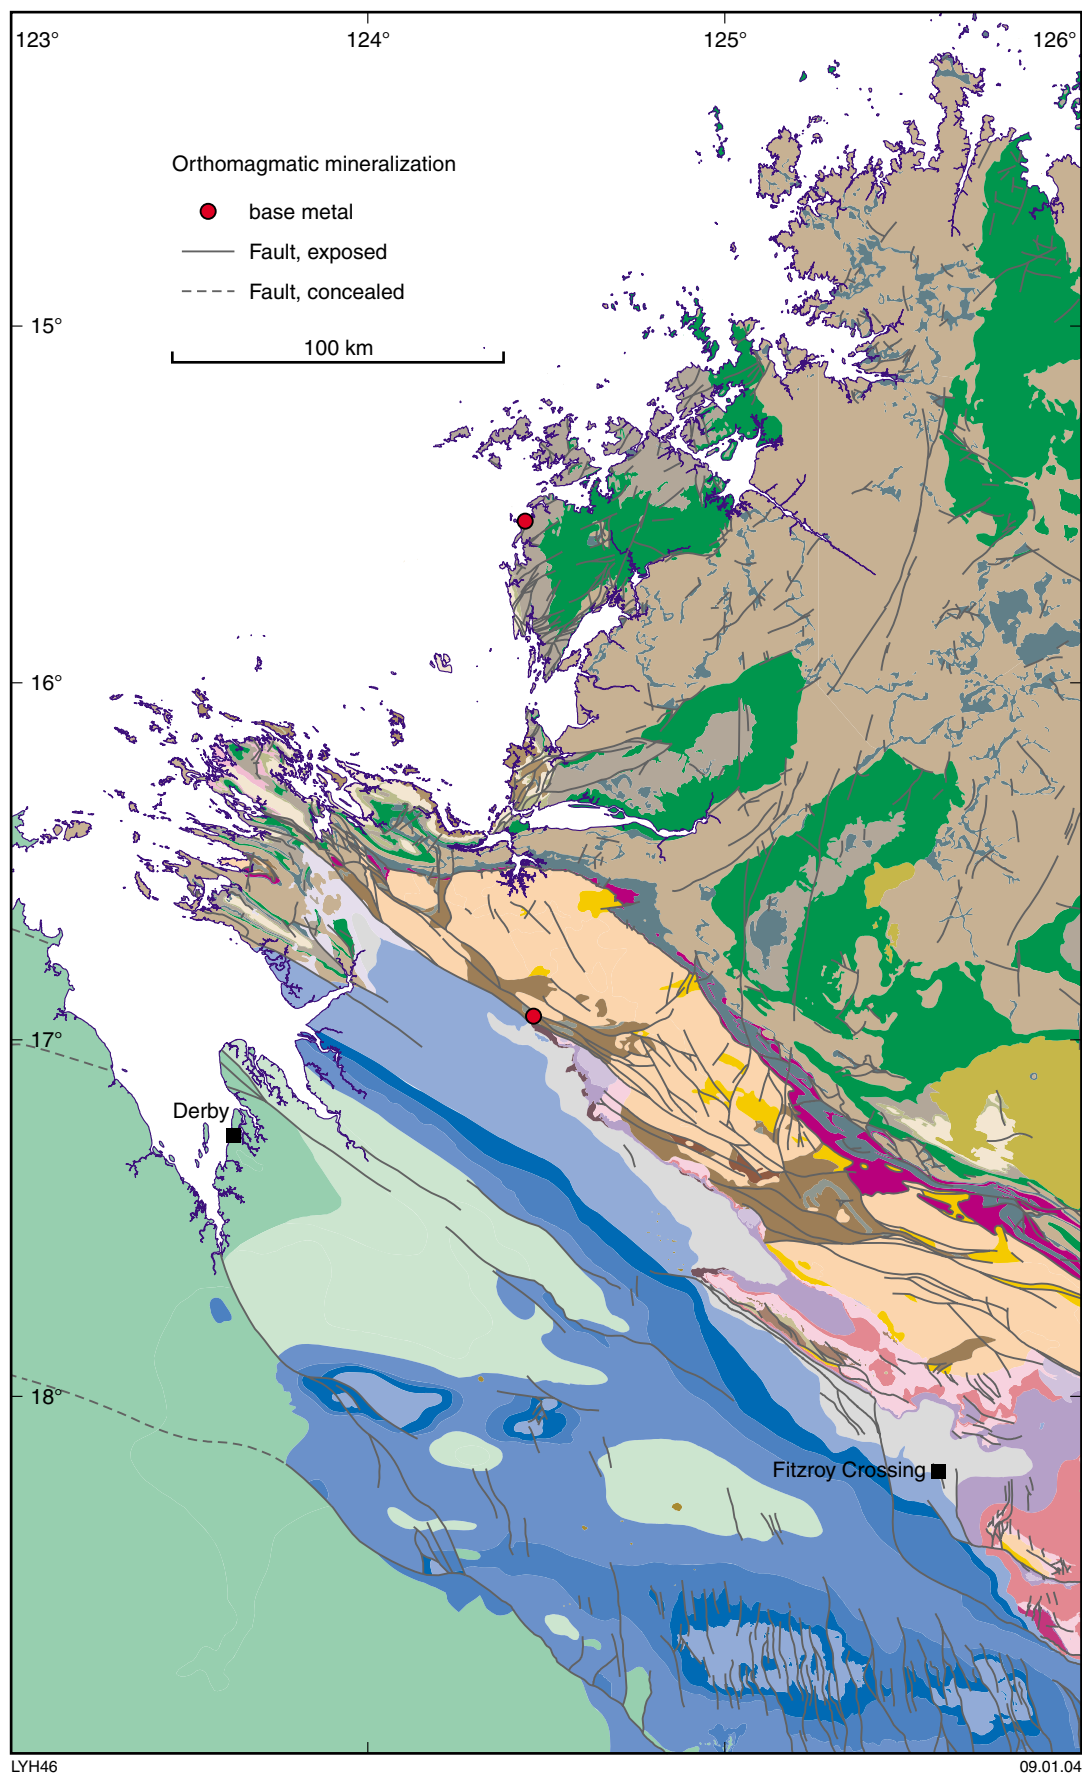 123°
124°
125°
126°
Orthomagmatic mineralization
base metal
Fault, exposed
Fault, concealed
15°
100 km
16°
17°
Derby
18°
Fitzroy Crossing
LYH46
09.01.04